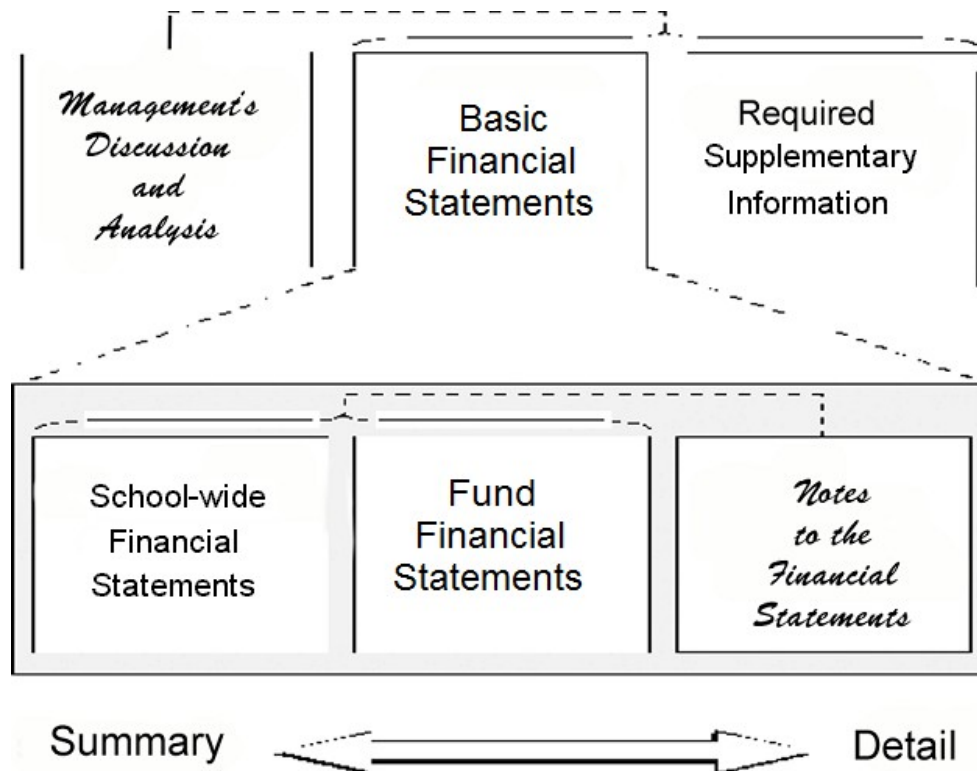 Management's
Discussion
and
Analysis
Basic
Financial
Statements
Required
Supplementary
Information
School-wide
Financial
Statements
Fund
Financial
Statements
Notes
to the
Financial
Statements
Summary
Detail